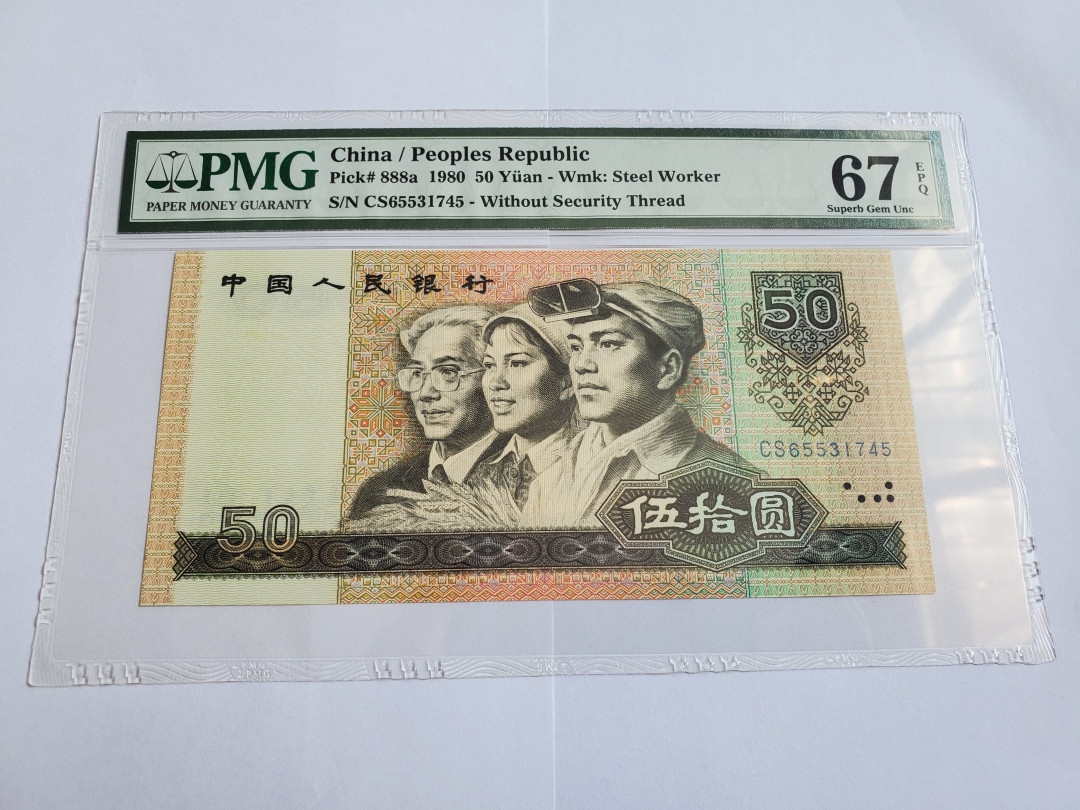 PMG
PAPER MONEY GUARANTY
China / Peoples Republic
Pick# 888a 1980 50 Yüan - Wmk: Steel Worker
S/N CS65531745 - Without Security Thread
67
EPQ
Superb Gem Unc
中国人民银行
50
CS65531745
伍拾圆
50
PMG